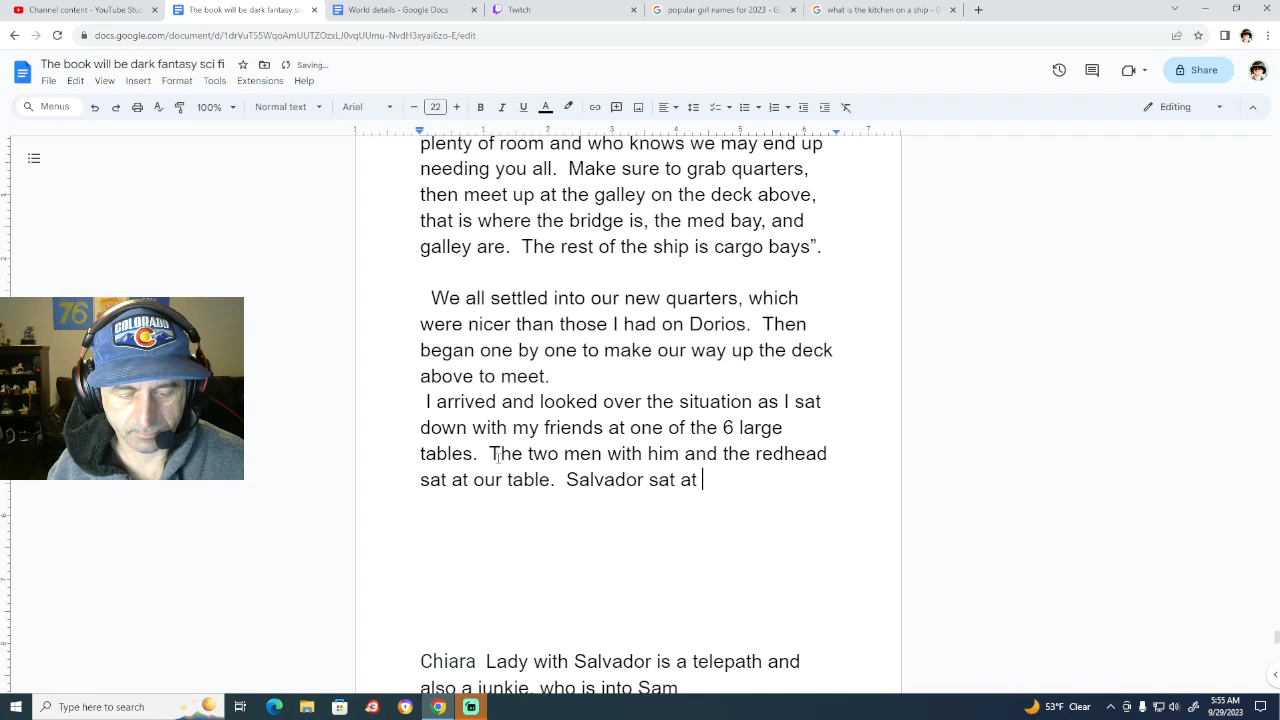 Channel content - YouTube Stud
The book will be dark fantasy sc
World details - Google Docs
Twitch
popular girl names for 2023 - G
what is the kitchen on a ship - G
docs.google.com/document/d/1drVuT55WqoAmUUTZOzxLJ0vqUUmu-NvdH3xyai6zo-E/edit
The book will be dark fantasy sci fi
Saving...
File Edit View Insert Format Tools Extensions Help
Share
Menus
100%
Normal text
Arial
22
Editing
1 1 2 3 4 5 6 7
plenty of room and who knows we may end up
needing you all. Make sure to grab quarters,
then meet up at the galley on the deck above,
that is where the bridge is, the med bay, and
galley are. The rest of the ship is cargo bays”.
We all settled into our new quarters, which
were nicer than those I had on Dorios. Then
began one by one to make our way up the deck
above to meet.
I arrived and looked over the situation as I sat
down with my friends at one of the 6 large
tables. The two men with him and the redhead
sat at our table. Salvador sat at
76
COLORADO
Chiara Lady with Salvador is a telepath and
also a junkie, who is into Sam
Type here to search
53°F Clear
5:55 AM
9/29/2023